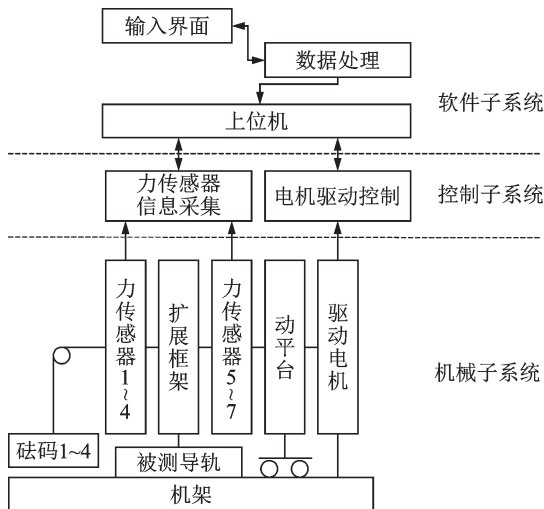 输入界面
数据处理
软件子系统
上位机
力传感器
信息采集
电机驱动控制
控制子系统
力传感器1~4
扩展框架
力传感器5~7
动平台
驱动电机
机械子系统
砝码1~4
被测导轨
机架